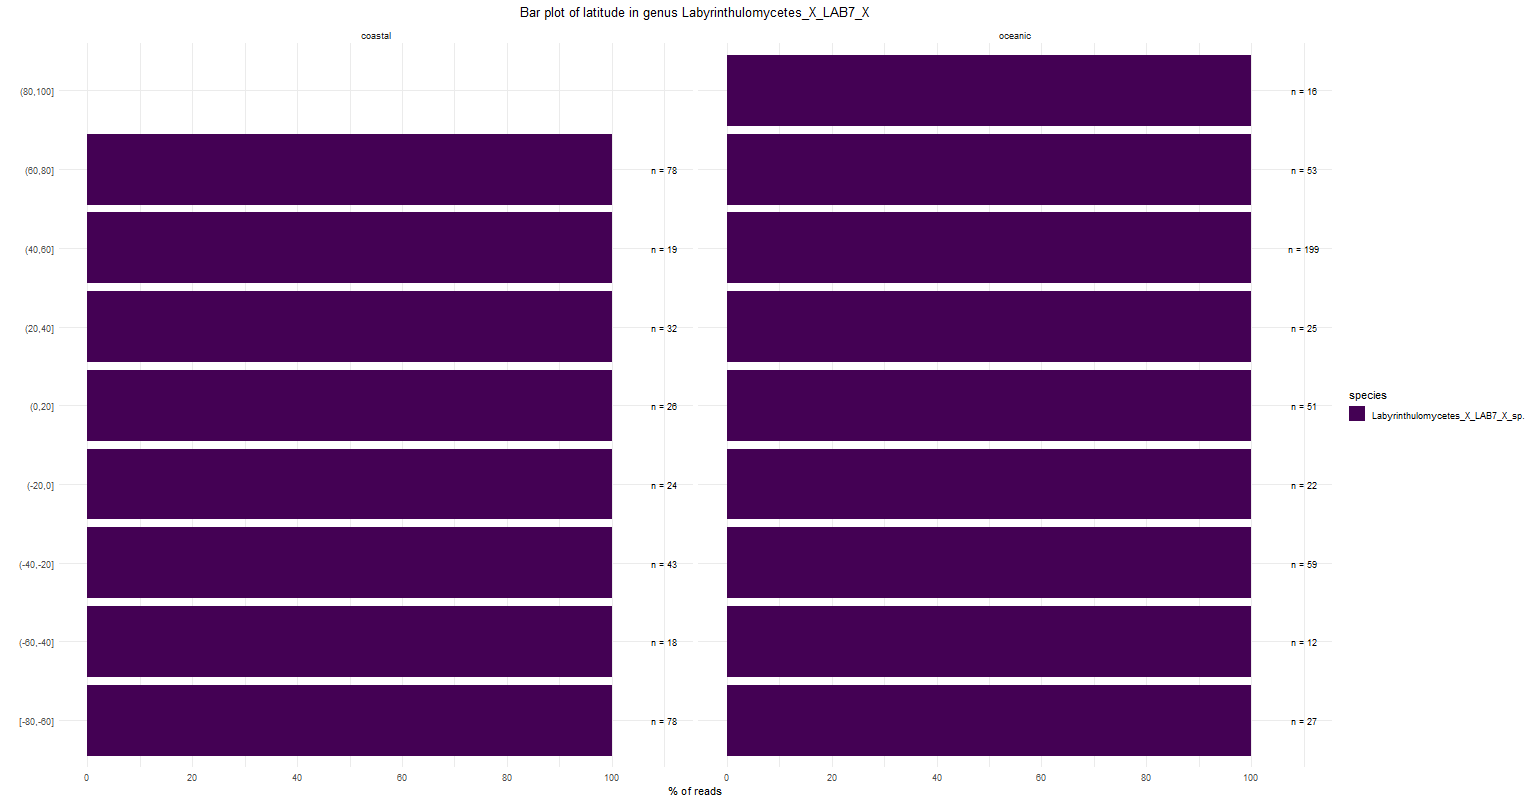 Bar plot of latitude in genus Labyrinthulomycetes_X_LAB7_X
coastal
oceanic
(80,100]
n = 16
(60,80]
n = 78
n = 53
(40,60]
n = 19
n = 199
(20,40]
n = 32
n = 25
(0,20]
n = 26
n = 51
(-20,0]
n = 24
n = 22
(-40,-20]
n = 43
n = 59
(-60,-40]
n = 18
n = 12
[-80,-60]
n = 78
n = 27
0 20 40 60 80 100
0 20 40 60 80 100
% of reads
species
Labyrinthulomycetes_X_LAB7_X_sp.